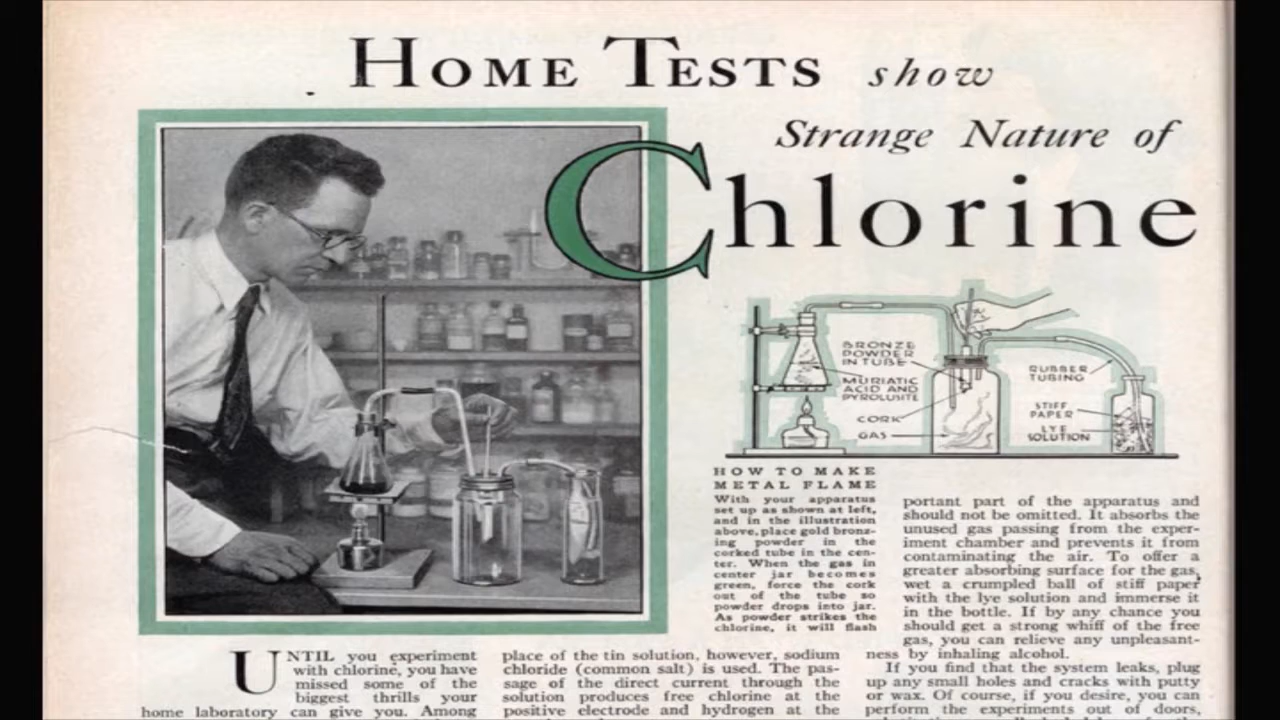 HOME TESTS show
Strange Nature of
Chlorine
BRONZE
POWDER
IN TUBE
MURIATIC
ACID AND
PYROLUSITE
CORK
GAS
RUBBER
TUBING
STIFF
PAPER
LYE
SOLUTION
HOW TO MAKE
METAL FLAME
With your apparatus
set up as shown at left,
and in the illustration
above, place gold bronz-
ing powder in the
corked tube in the cen-
ter. When the gas in
center jar becomes
green, force the cork
out of the tube so
powder drops into jar.
As powder strikes the
chlorine, it will flash
UNTIL you experiment
with chlorine, you have
missed some of the
biggest thrills your
home laboratory can give you. Among
place of the tin solution, however, sodium
chloride (common salt) is used. The pas-
sage of the direct current through the
solution produces free chlorine at the
positive electrode and hydrogen at the
portant part of the apparatus and
should not be omitted. It absorbs the
unused gas passing from the exper-
iment chamber and prevents it from
contaminating the air. To offer a
greater absorbing surface for the gas,
wet a crumpled ball of stiff paper
with the lye solution and immerse it
in the bottle. If by any chance you
should get a strong whiff of the free
gas, you can relieve any unpleasant-
ness by inhaling alcohol.
If you find that the system leaks, plug
up any small holes and cracks with putty
or wax. Of course, if you desire, you can
perform the experiments out of doors,